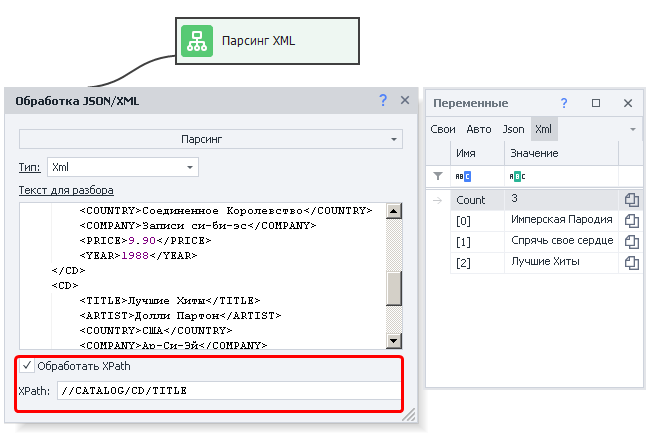 Парсинг XML
Обработка JSON/XML ? ×
Парсинг
Тип: Xml
Текст для разбора
<COUNTRY>Соединенное Королевство</COUNTRY>
<COMPANY>Записи си-би-эс</COMPANY>
<PRICE>9.90</PRICE>
<YEAR>1988</YEAR>
</CD>
<CD>
<TITLE>Лучшие Хиты</TITLE>
<ARTIST>Долли Партон</ARTIST>
<COUNTRY>США</COUNTRY>
<COMPANY>Ар-Си-Эй</COMPANY>
Обработать XPath
XPath: //CATALOG/CD/TITLE
Переменные ? ×
Свои Авто Json Xml
Имя Значение
ABC ABC
Count 3
[0] Имперская Пародия
[1] Спрячь свое сердце
[2] Лучшие Хиты